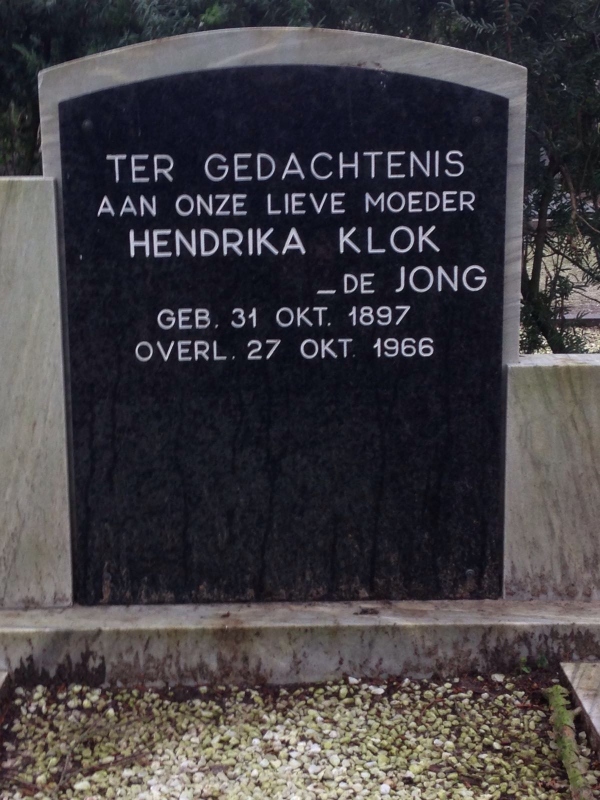 TER GEDACHTENIS
AAN ONZE LIEVE MOEDER
HENDRIKA KLOK
_DE JONG
GEB. 31 OKT. 1897
OVERL. 27 OKT. 1966